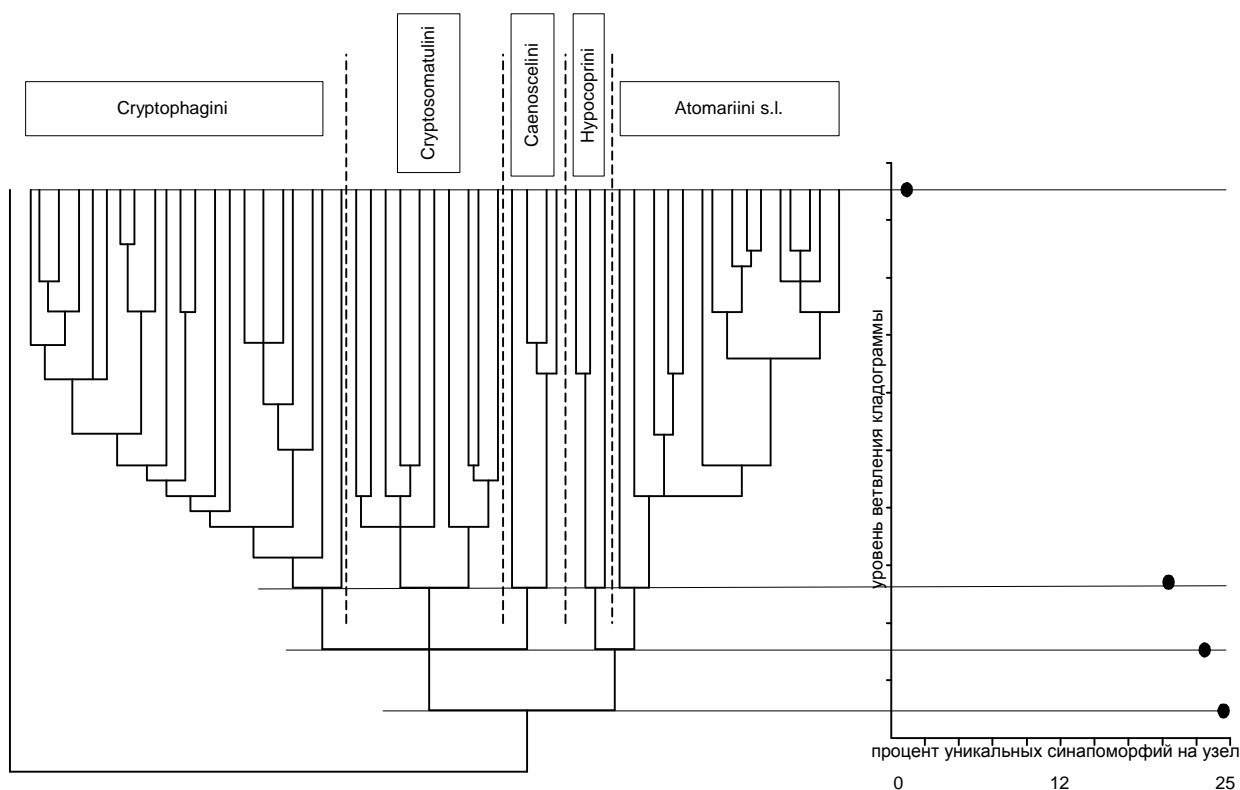 Cryptophagini
Cryptosomatulini
Caenoscelini
Hypocoprini
Atomariini s.l.
уровень ветвления кладограммы
процент уникальных синапоморфий на узел
0 12 25